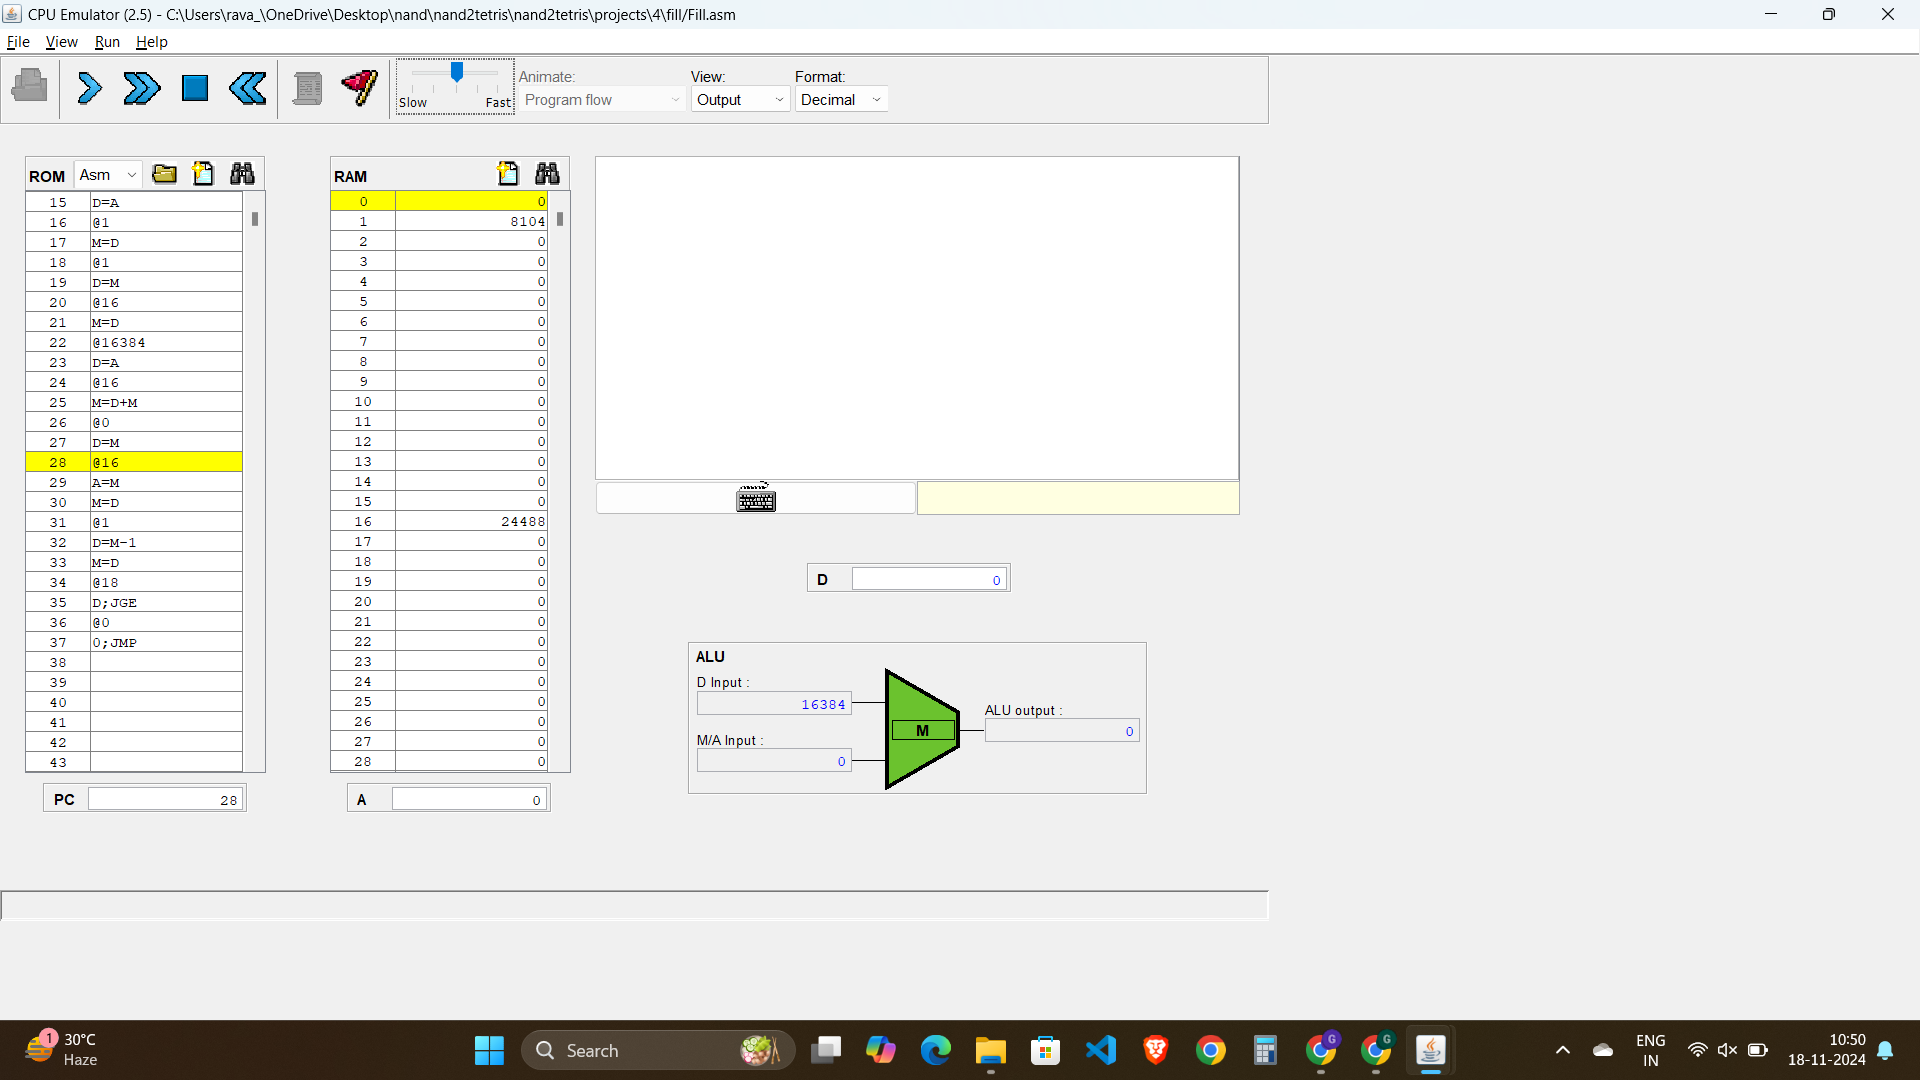 CPU Emulator (2.5) - C:\Users\rava_\OneDrive\Desktop\nand\nand2tetris\nand2tetris\projects\4\fill/Fill.asm
File View Run Help
Slow Fast
Animate:
Program flow
View:
Output
Format:
Decimal
ROM Asm
15 D=A
16 @1
17 M=D
18 @1
19 D=M
20 @16
21 M=D
22 @16384
23 D=A
24 @16
25 M=D+M
26 @0
27 D=M
28 @16
29 A=M
30 M=D
31 @1
32 D=M-1
33 M=D
34 @18
35 D;JGE
36 @0
37 0;JMP
38
39
40
41
42
43
PC 28
RAM
0 0
1 8104
2 0
3 0
4 0
5 0
6 0
7 0
8 0
9 0
10 0
11 0
12 0
13 0
14 0
15 0
16 24488
17 0
18 0
19 0
20 0
21 0
22 0
23 0
24 0
25 0
26 0
27 0
28 0
A 0
D 0
ALU
D Input :
16384
M/A Input :
0
M
ALU output :
0
1
30°C
Haze
Search
G
G
ENG
IN
10:50
18-11-2024